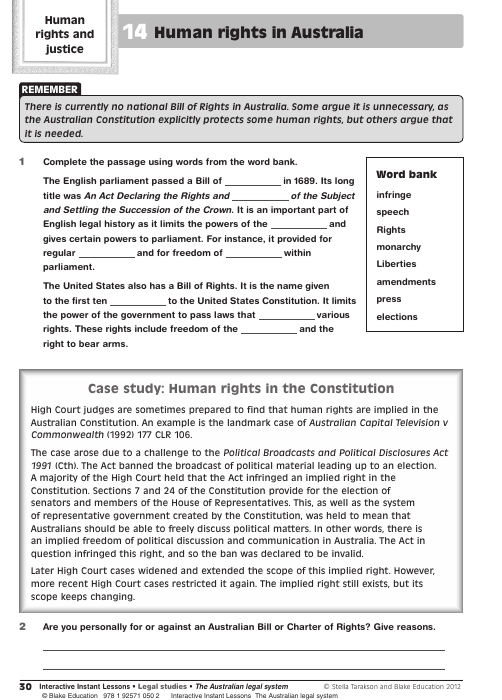 Human
rights and
justice
14 Human rights in Australia
REMEMBER
There is currently no national Bill of Rights in Australia. Some argue it is unnecessary, as
the Australian Constitution explicitly protects some human rights, but others argue that
it is needed.
1 Complete the passage using words from the word bank.
The English parliament passed a Bill of ____________ in 1689. Its long
title was An Act Declaring the Rights and ____________ of the Subject
and Settling the Succession of the Crown. It is an important part of
English legal history as it limits the powers of the ____________ and
gives certain powers to parliament. For instance, it provided for
regular ____________ and for freedom of ____________ within
parliament.
The United States also has a Bill of Rights. It is the name given
to the first ten ____________ to the United States Constitution. It limits
the power of the government to pass laws that ____________ various
rights. These rights include freedom of the ____________ and the
right to bear arms.
Word bank
infringe
speech
Rights
monarchy
Liberties
amendments
press
elections
Case study: Human rights in the Constitution
High Court judges are sometimes prepared to find that human rights are implied in the
Australian Constitution. An example is the landmark case of Australian Capital Television v
Commonwealth (1992) 177 CLR 106.
The case arose due to a challenge to the Political Broadcasts and Political Disclosures Act
1991 (Cth). The Act banned the broadcast of political material leading up to an election.
A majority of the High Court held that the Act infringed an implied right in the
Constitution. Sections 7 and 24 of the Constitution provide for the election of
senators and members of the House of Representatives. This, as well as the system
of representative government created by the Constitution, was held to mean that
Australians should be able to freely discuss political matters. In other words, there is
an implied freedom of political discussion and communication in Australia. The Act in
question infringed this right, and so the ban was declared to be invalid.
Later High Court cases widened and extended the scope of this implied right. However,
more recent High Court cases restricted it again. The implied right still exists, but its
scope keeps changing.
2 Are you personally for or against an Australian Bill or Charter of Rights? Give reasons.
30 Interactive Instant Lessons • Legal studies • The Australian legal system © Stella Tarakson and Blake Education 2012
© Blake Education 978 1 92571 050 2 Interactive Instant Lessons The Australian legal system